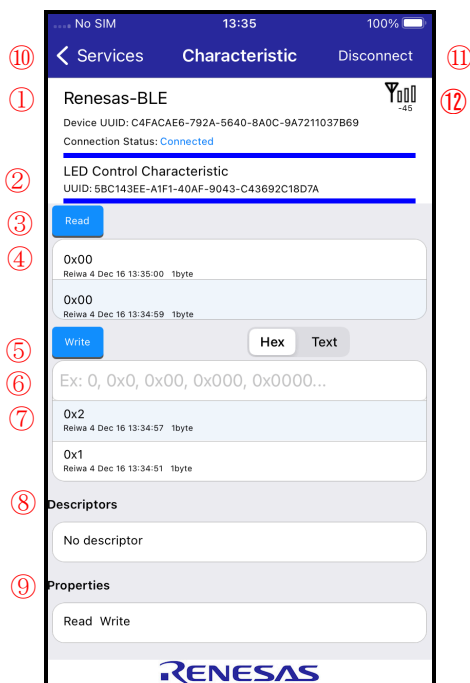 No SIM 13:35 100%
⑩ Services Characteristic Disconnect ⑪
① Renesas-BLE ⑫
-45
Device UUID: C4FACAE6-792A-5640-8A0C-9A7211037B69
Connection Status: Connected
② LED Control Characteristic
UUID: 5BC143EE-A1F1-40AF-9043-C43692C18D7A
③ Read
④ 0x00
Reiwa 4 Dec 16 13:35:00 1byte
0x00
Reiwa 4 Dec 16 13:34:59 1byte
⑤ Write Hex Text
⑥ Ex: 0, 0x0, 0x00, 0x000, 0x0000...
⑦ 0x2
Reiwa 4 Dec 16 13:34:57 1byte
0x1
Reiwa 4 Dec 16 13:34:51 1byte
⑧ Descriptors
No descriptor
⑨ Properties
Read Write
RENESAS